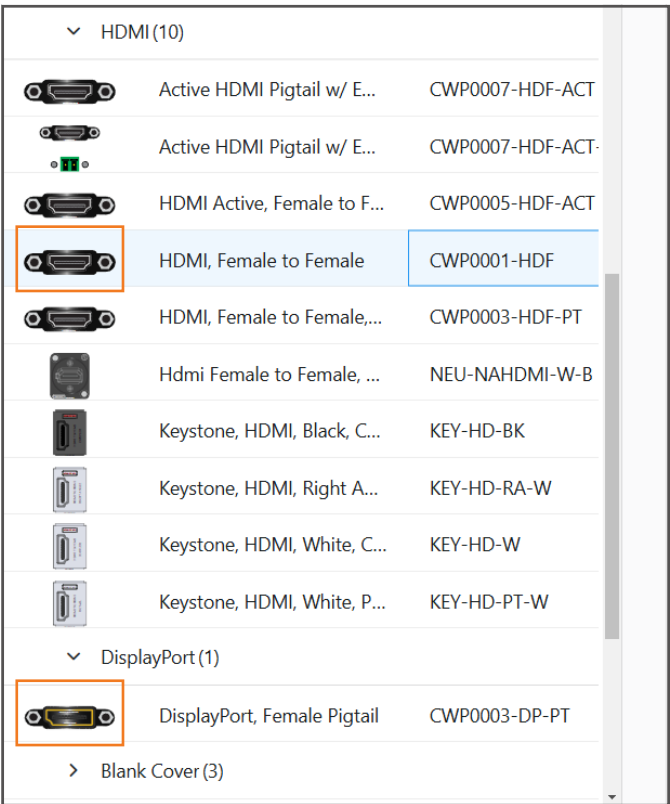 HDMI (10)
Active HDMI Pigtail w/ E... CWP0007-HDF-ACT
Active HDMI Pigtail w/ E... CWP0007-HDF-ACT-
HDMI Active, Female to F... CWP0005-HDF-ACT
HDMI, Female to Female CWP0001-HDF
HDMI, Female to Female,... CWP0003-HDF-PT
Hdmi Female to Female, ... NEU-NAHDMI-W-B
Keystone, HDMI, Black, C... KEY-HD-BK
Keystone, HDMI, Right A... KEY-HD-RA-W
Keystone, HDMI, White, C... KEY-HD-W
Keystone, HDMI, White, P... KEY-HD-PT-W
DisplayPort (1)
DisplayPort, Female Pigtail CWP0003-DP-PT
Blank Cover (3)